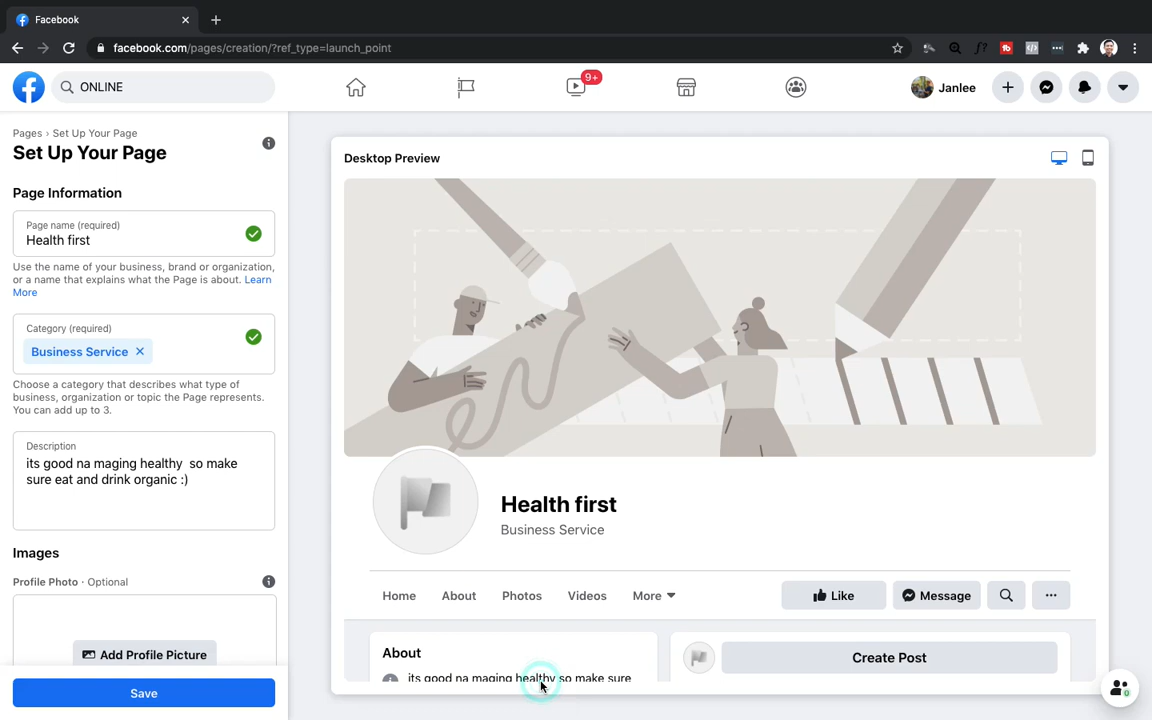 Facebook
facebook.com/pages/creation/?ref_type=launch_point
ONLINE
9+
Janlee
Pages › Set Up Your Page
Set Up Your Page
Page Information
Page name (required)
Health first
Use the name of your business, brand or organization,
or a name that explains what the Page is about. Learn
More
Category (required)
Business Service
Choose a category that describes what type of
business, organization or topic the Page represents.
You can add up to 3.
Description
its good na maging healthy  so make
sure eat and drink organic :)
Images
Profile Photo · Optional
Add Profile Picture
Save
Desktop Preview
Health first
Business Service
Home
About
Photos
Videos
More
Like
Message
About
its good na maging healthy so make sure
Create Post
0